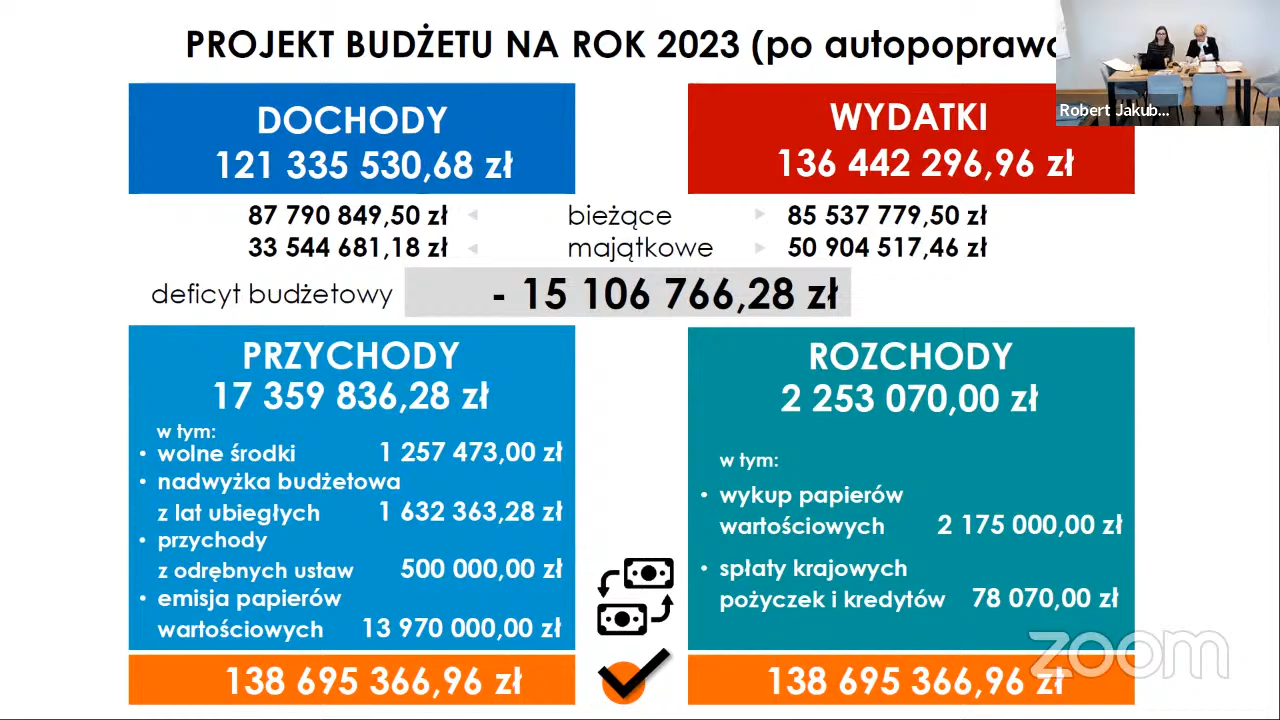 PROJEKT BUDŻETU NA ROK 2023 (po autopopraw
Robert Jakub...
DOCHODY
121 335 530,68 zł
WYDATKI
136 442 296,96 zł
87 790 849,50 zł bieżące 85 537 779,50 zł
33 544 681,18 zł majątkowe 50 904 517,46 zł
deficyt budżetowy - 15 106 766,28 zł
PRZYCHODY
17 359 836,28 zł
w tym:
• wolne środki 1 257 473,00 zł
• nadwyżka budżetowa
z lat ubiegłych 1 632 363,28 zł
• przychody
z odrębnych ustaw 500 000,00 zł
• emisja papierów
wartościowych 13 970 000,00 zł
138 695 366,96 zł
ROZCHODY
2 253 070,00 zł
w tym:
• wykup papierów
wartościowych 2 175 000,00 zł
• spłaty krajowych
pożyczek i kredytów 78 070,00 zł
138 695 366,96 zł
zoom